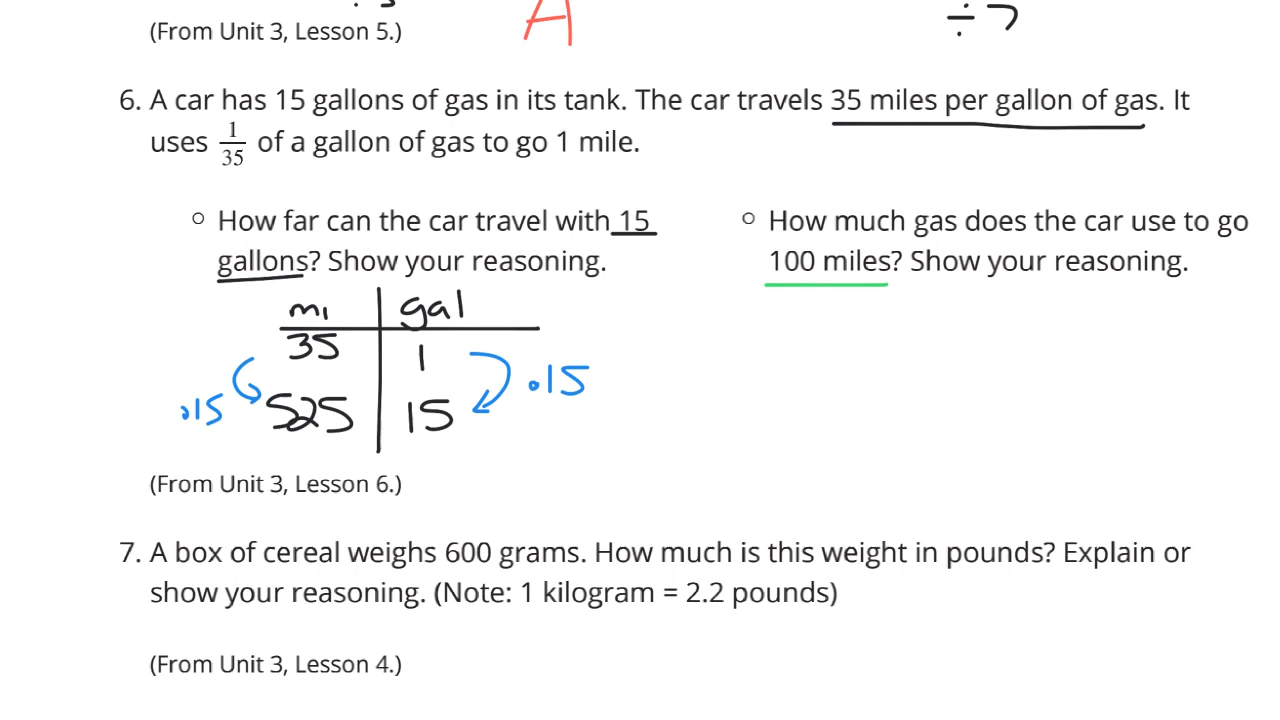 (From Unit 3, Lesson 5.)
A
÷7
6. A car has 15 gallons of gas in its tank. The car travels 35 miles per gallon of gas. It
uses 1/35 of a gallon of gas to go 1 mile.
○ How far can the car travel with 15
gallons? Show your reasoning.
○ How much gas does the car use to go
100 miles? Show your reasoning.
mi gal
35 1
·15 525 15 ·15
(From Unit 3, Lesson 6.)
7. A box of cereal weighs 600 grams. How much is this weight in pounds? Explain or
show your reasoning. (Note: 1 kilogram = 2.2 pounds)
(From Unit 3, Lesson 4.)